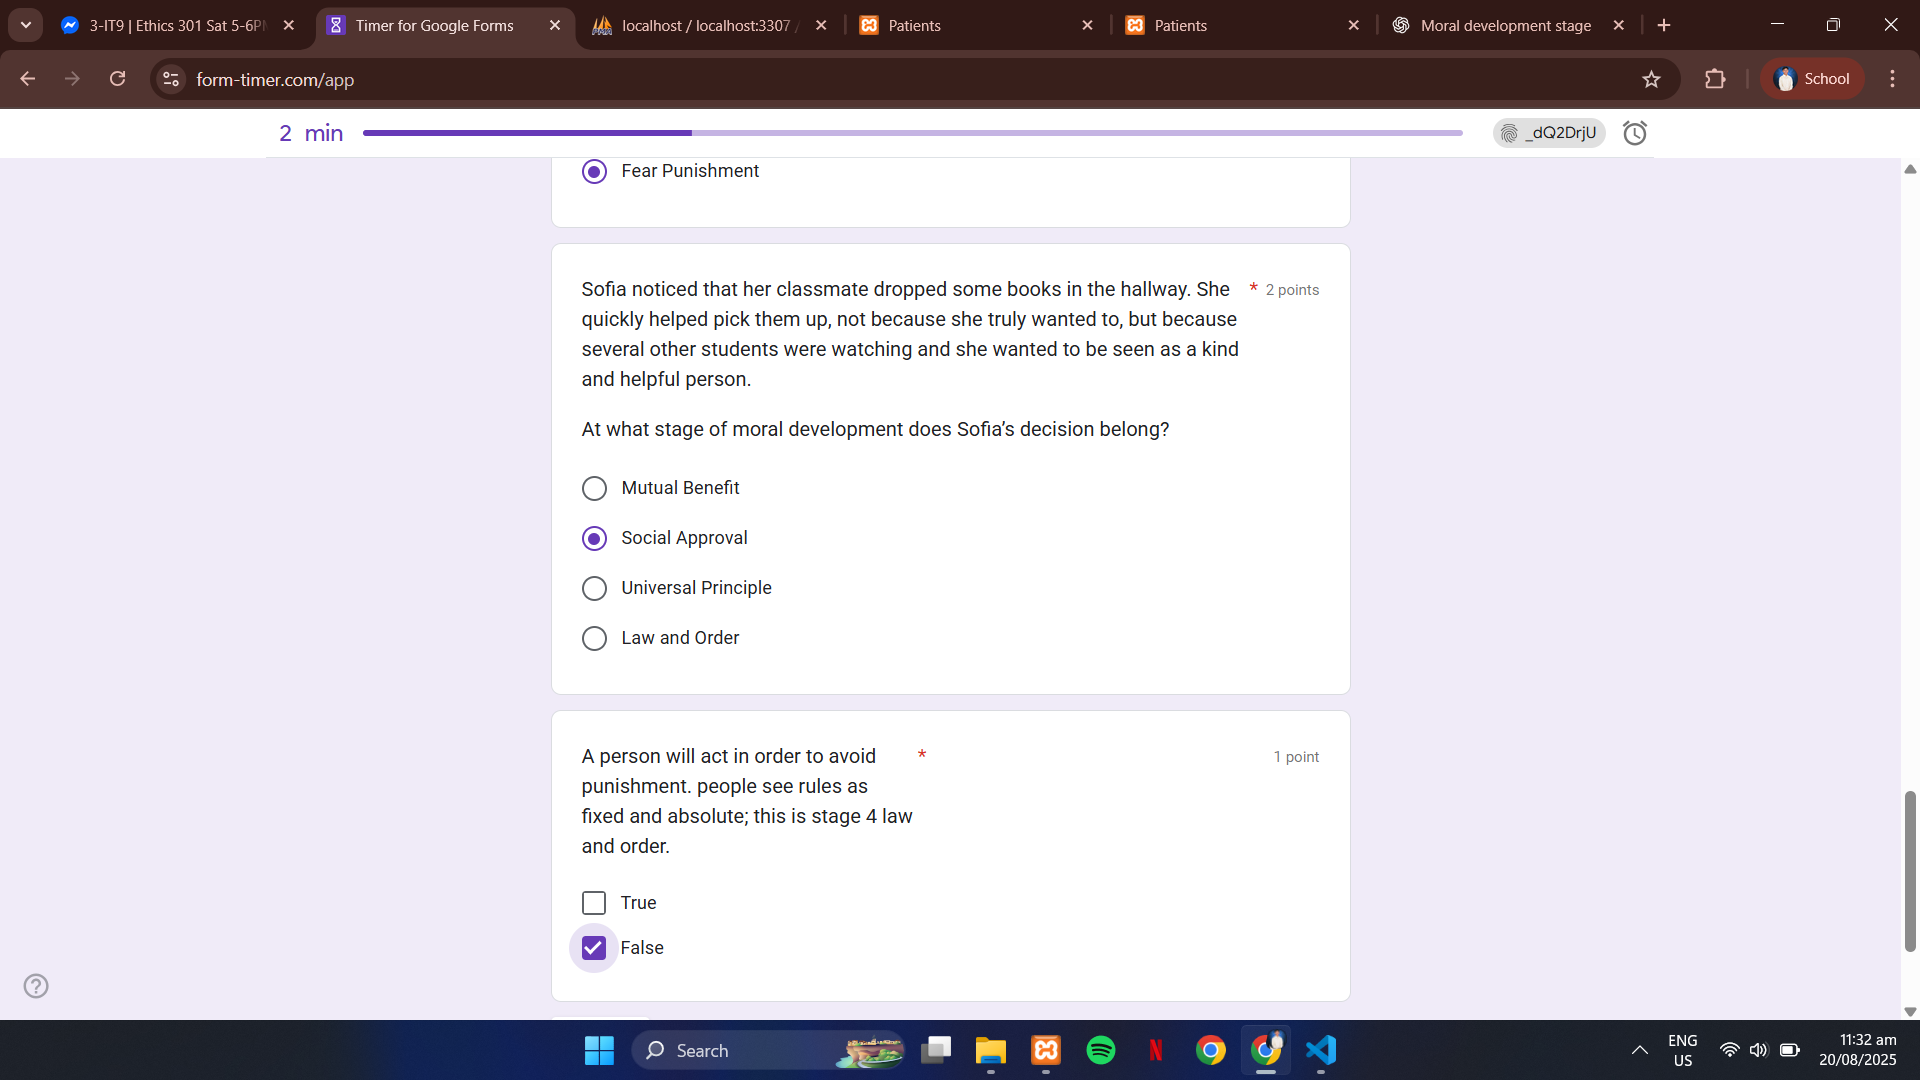 3-IT9 | Ethics 301 Sat 5-6P
Timer for Google Forms
localhost / localhost:3307 /
Patients
Patients
Moral development stage
form-timer.com/app
School
2 min
_dQ2DrjU
Fear Punishment
Sofia noticed that her classmate dropped some books in the hallway. She * 2 points
quickly helped pick them up, not because she truly wanted to, but because
several other students were watching and she wanted to be seen as a kind
and helpful person.
At what stage of moral development does Sofia’s decision belong?
Mutual Benefit
Social Approval
Universal Principle
Law and Order
A person will act in order to avoid * 1 point
punishment. people see rules as
fixed and absolute; this is stage 4 law
and order.
True
False
Search
ENG
US
11:32 am
20/08/2025